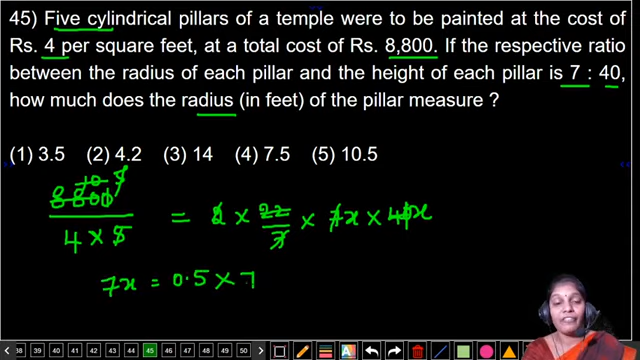 45) Five cylindrical pillars of a temple were to be painted at the cost of
Rs. 4 per square feet, at a total cost of Rs. 8,800. If the respective ratio
between the radius of each pillar and the height of each pillar is 7 : 40,
how much does the radius (in feet) of the pillar measure ?
(1) 3.5 (2) 4.2 (3) 14 (4) 7.5 (5) 10.5
8800 / 4 × 5 = 2 × 22/7 × 7x × 40x
7x = 0.5 × 7
38 39 40 41 42 43 44 45 46 47 48 49 50